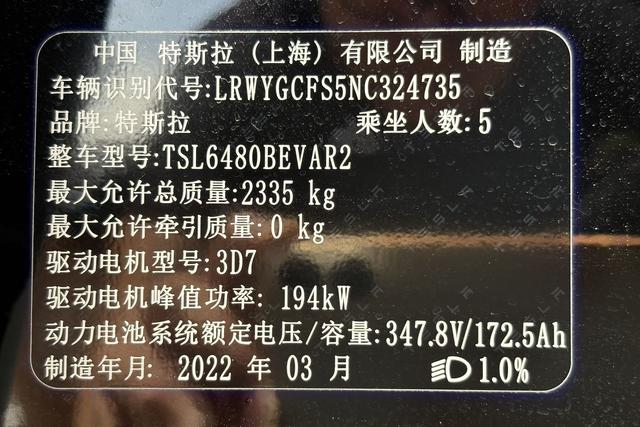 中国 特斯拉 (上海) 有限公司 制造
车辆识别代号:LRWYGCFS5NC324735
品牌:特斯拉 乘坐人数:5
整车型号:TSL6480BEVAR2
最大允许总质量:2335 kg
最大允许牵引质量:0 kg
驱动电机型号:3D7
驱动电机峰值功率: 194kW
动力电池系统额定电压/容量:347.8V/172.5Ah
制造年月: 2022 年 03 月 1.0%